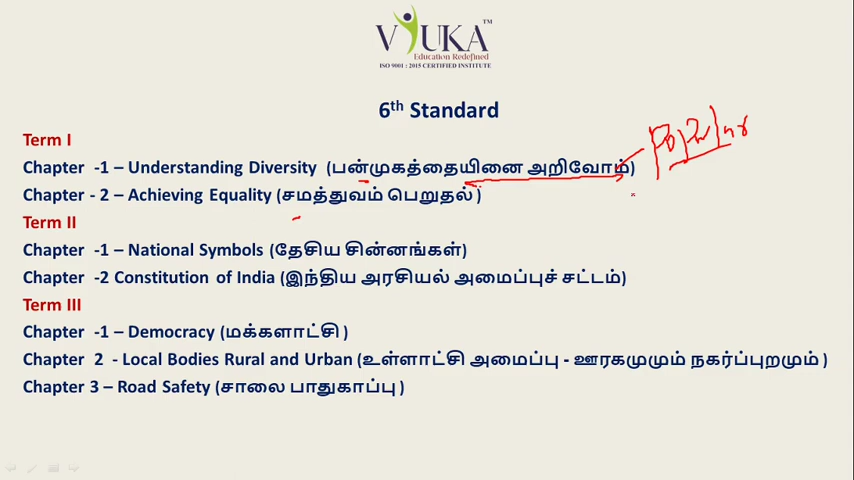 VIUKA™
Education Redefined
ISO 9001 : 2015 CERTIFIED INSTITUTE
6th Standard
Term I
Chapter -1 – Understanding Diversity (பன்முகத்தையினை அறிவோம்)
Chapter - 2 – Achieving Equality (சமத்துவம் பெறுதல் )
Term II
Chapter -1 – National Symbols (தேசிய சின்னங்கள்)
Chapter -2 Constitution of India (இந்திய அரசியல் அமைப்புச் சட்டம்)
Term III
Chapter -1 – Democracy (மக்களாட்சி )
Chapter 2 - Local Bodies Rural and Urban (உள்ளாட்சி அமைப்பு - ஊரகமுமும் நகர்ப்புறமும் )
Chapter 3 – Road Safety (சாலை பாதுகாப்பு )